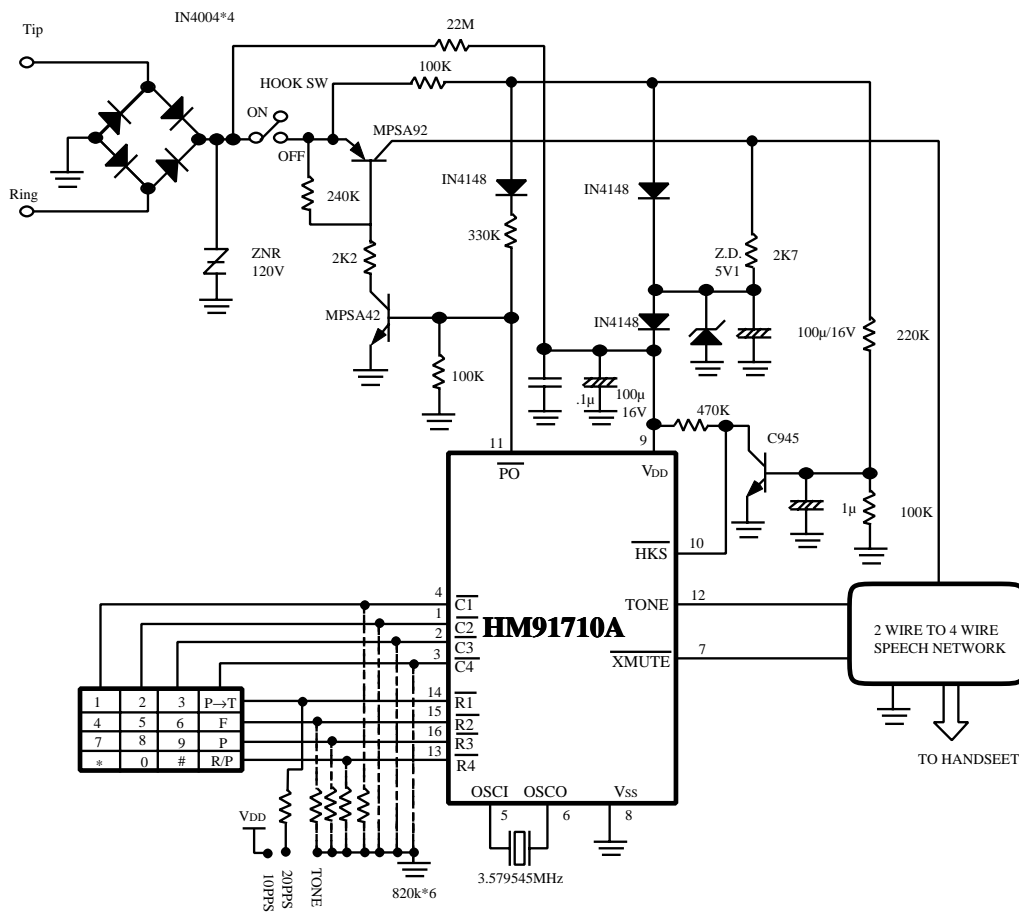 IN4004*4
Tip
22M
100K
HOOK SW
ON
OFF
MPSA92
IN4148
IN4148
240K
330K
Ring
ZNR
120V
2K2
Z.D.
5V1
2K7
MPSA42
IN4148
100µ/16V
220K
100K
.1µ
100µ
16V
470K
C945
11
9
PO
VDD
1µ
100K
HKS
10
4
C1
1
C2
2
C3
3
C4
HM91710A
TONE
12
XMUTE
7
2 WIRE TO 4 WIRE
SPEECH NETWORK
1 2 3 P→T
4 5 6 F
7 8 9 P
* 0 # R/P
14
R1
15
R2
16
R3
13
R4
TO HANDSEET
OSCI
OSCO
Vss
5
6
8
VDD
10PPS
20PPS
TONE
820k*6
3.579545MHz